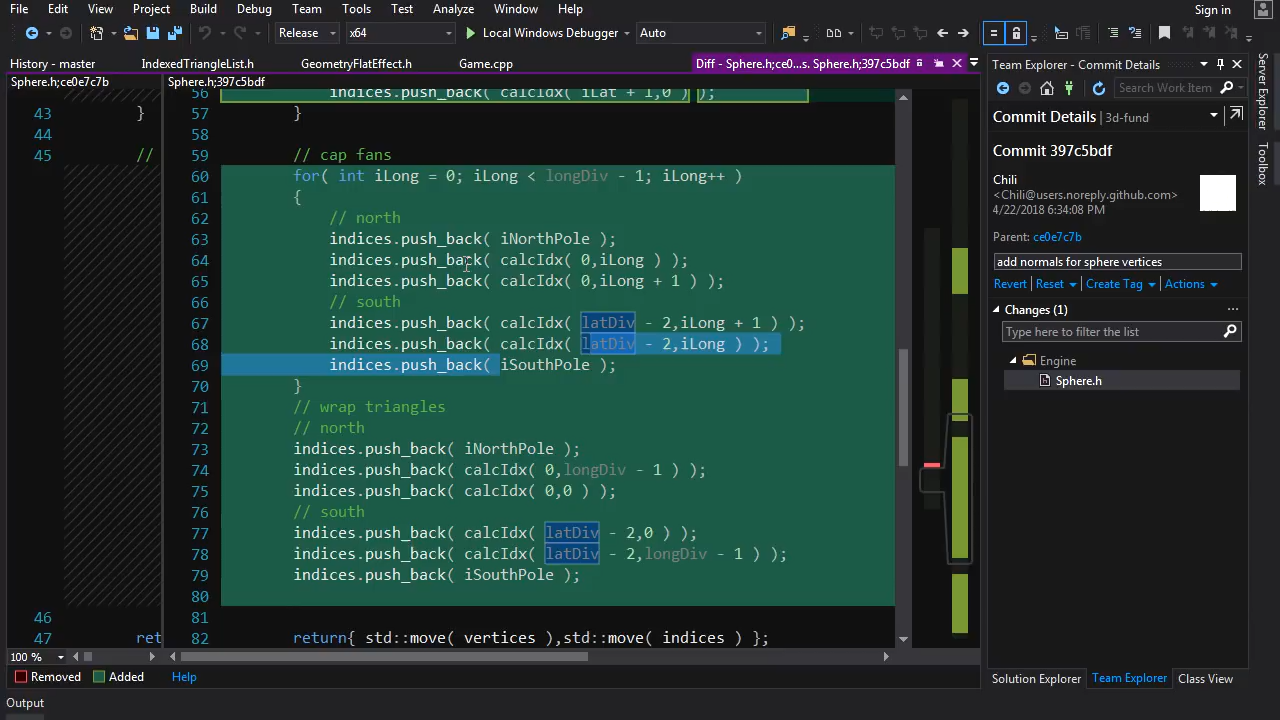 File Edit View Project Build Debug Team Tools Test Analyze Window Help Sign in
Release x64 Local Windows Debugger Auto
History - master IndexedTriangleList.h GeometryFlatEffect.h Game.cpp Diff - Sphere.h;ce0...s. Sphere.h;397c5bdf
Sphere.h;ce0e7c7b Sphere.h;397c5bdf
56 indices.push_back( calcIdx( iLat + 1,0 ) );
43 } 57 }
44 58
45 // 59 // cap fans
60 for( int iLong = 0; iLong < longDiv - 1; iLong++ )
61 {
62 // north
63 indices.push_back( iNorthPole );
64 indices.push_back( calcIdx( 0,iLong ) );
65 indices.push_back( calcIdx( 0,iLong + 1 ) );
66 // south
67 indices.push_back( calcIdx( latDiv - 2,iLong + 1 ) );
68 indices.push_back( calcIdx( latDiv - 2,iLong ) );
69 indices.push_back( iSouthPole );
70 }
71 // wrap triangles
72 // north
73 indices.push_back( iNorthPole );
74 indices.push_back( calcIdx( 0,longDiv - 1 ) );
75 indices.push_back( calcIdx( 0,0 ) );
76 // south
77 indices.push_back( calcIdx( latDiv - 2,0 ) );
78 indices.push_back( calcIdx( latDiv - 2,longDiv - 1 ) );
79 indices.push_back( iSouthPole );
80
46 81
47 ret 82 return{ std::move( vertices ),std::move( indices ) };
100 %
Removed Added Help
Output
Team Explorer - Commit Details
Search Work Item
Commit Details 3d-fund
Commit 397c5bdf
Chili
<Chili@users.noreply.github.com>
4/22/2018 6:34:08 PM
Parent: ce0e7c7b
add normals for sphere vertices
Revert Reset Create Tag Actions
Changes (1)
Type here to filter the list
Engine
Sphere.h
Solution Explorer Team Explorer Class View
Server Explorer
Toolbox